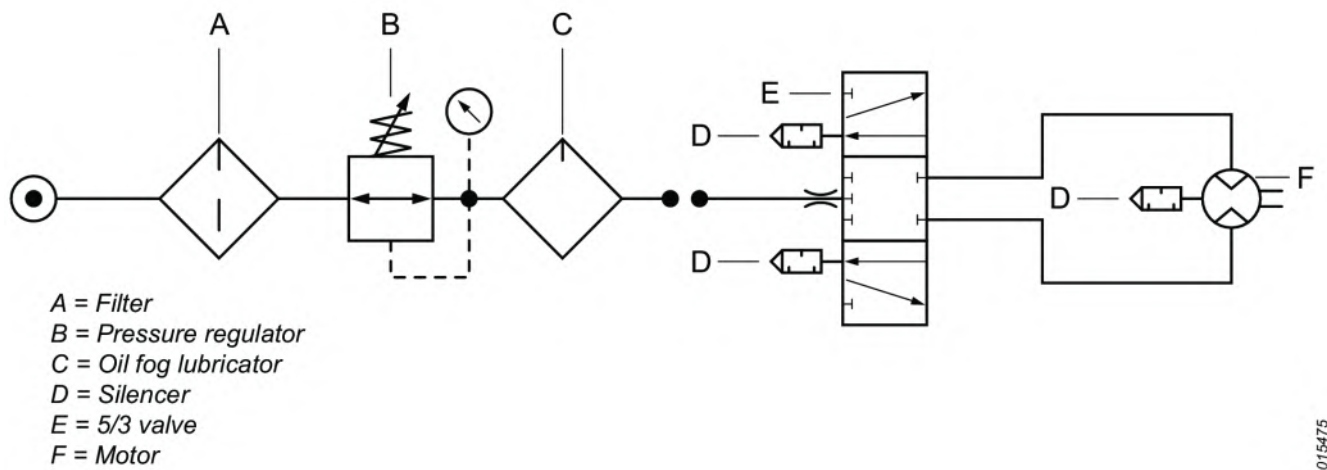 A
B
C
E
D
D
F
D
A = Filter
B = Pressure regulator
C = Oil fog lubricator
D = Silencer
E = 5/3 valve
F = Motor
015475